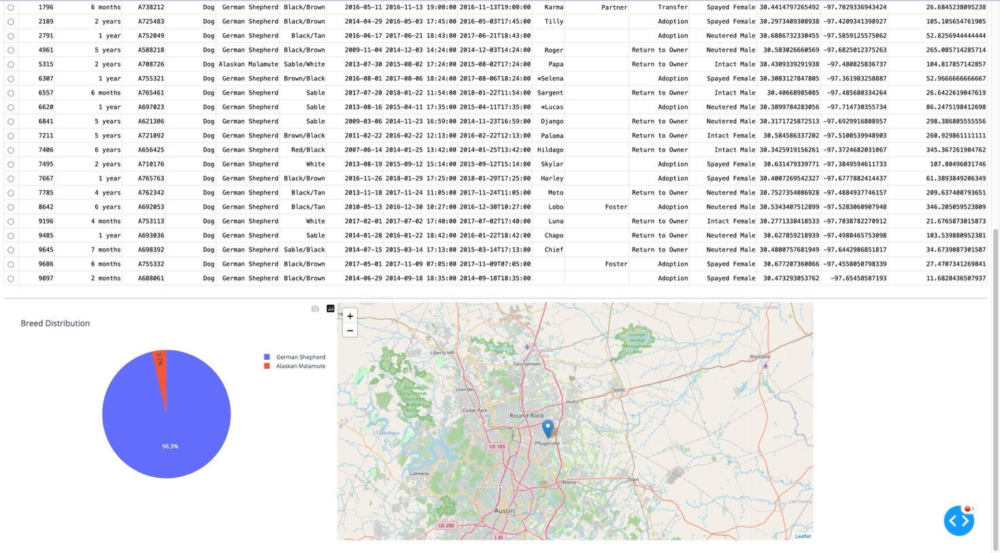 1796 6 months A738212 Dog German Shepherd Black/Brown 2016-05-11 2016-11-13 19:00:00 2016-11-13T19:00:00 Karma Partner Transfer Spayed Female 30.4414797265492 -97.7029336943424 26.6845238095238
2189 2 years A725483 Dog German Shepherd Black/Brown 2014-04-29 2016-05-03 17:45:00 2016-05-03T17:45:00 Tilly Adoption Spayed Female 30.2973409308938 -97.4209341398927 105.105654761905
2791 1 year A752049 Dog German Shepherd Black/Tan 2016-06-17 2017-06-21 18:43:00 2017-06-21T18:43:00 Adoption Neutered Male 30.6886732330455 -97.5859125575062 52.8256944444444
4961 5 years A588218 Dog German Shepherd Black/Brown 2009-11-04 2014-12-03 14:24:00 2014-12-03T14:24:00 Roger Return to Owner Neutered Male 30.583026660569 -97.6825012375263 265.085714285714
5315 2 years A708726 Dog Alaskan Malamute Sable/White 2013-07-30 2015-08-02 17:24:00 2015-08-02T17:24:00 Papa Return to Owner Intact Male 30.4309339291938 -97.480825836737 104.817857142857
6307 1 year A755321 Dog German Shepherd Brown/Black 2016-08-01 2017-08-06 18:24:00 2017-08-06T18:24:00 *Selena Adoption Spayed Female 30.3083127847805 -97.361983258887 52.9666666666667
6557 6 months A765461 Dog German Shepherd Sable 2017-07-20 2018-01-22 11:54:00 2018-01-22T11:54:00 Sargent Return to Owner Intact Male 30.40668985085 -97.485680334264 26.6422619047619
6620 1 year A697023 Dog German Shepherd Sable 2013-08-16 2015-04-11 17:35:00 2015-04-11T17:35:00 *Lucas Adoption Neutered Male 30.3899784283056 -97.714730355734 86.2475198412698
6841 5 years A621306 Dog German Shepherd Sable 2009-03-06 2014-11-23 16:59:00 2014-11-23T16:59:00 Django Return to Owner Neutered Male 30.3171725872513 -97.6929916808957 298.386805555556
7211 5 years A721092 Dog German Shepherd Brown/Black 2011-02-22 2016-02-22 12:13:00 2016-02-22T12:13:00 Paloma Return to Owner Intact Female 30.584586337202 -97.5100539948903 260.929861111111
7406 6 years A656425 Dog German Shepherd Red/Black 2007-06-14 2014-01-25 13:42:00 2014-01-25T13:42:00 Hildago Return to Owner Intact Male 30.3425919156261 -97.3724682031067 345.367261904762
7495 2 years A710176 Dog German Shepherd White 2013-08-19 2015-09-12 15:14:00 2015-09-12T15:14:00 Skylar Adoption Spayed Female 30.631479339771 -97.3849594611733 107.80496031746
7667 1 year A765763 Dog German Shepherd Black/Brown 2016-11-26 2018-01-29 17:25:00 2018-01-29T17:25:00 Harley Adoption Spayed Female 30.4007269542327 -97.6777882414437 61.3893849206349
7785 4 years A762342 Dog German Shepherd Black/Tan 2013-11-18 2017-11-24 11:05:00 2017-11-24T11:05:00 Moto Return to Owner Neutered Male 30.7527354086928 -97.4884937746157 209.637400793651
8642 6 years A692053 Dog German Shepherd Black/Tan 2010-05-13 2016-12-30 10:27:00 2016-12-30T10:27:00 Lobo Foster Adoption Neutered Male 30.5343407512899 -97.5283060907948 346.205059523809
9196 4 months A753113 Dog German Shepherd White 2017-02-01 2017-07-02 17:40:00 2017-07-02T17:40:00 Luna Return to Owner Intact Female 30.2771338418533 -97.7038782270912 21.6765873015873
9485 1 year A693036 Dog German Shepherd Sable 2014-01-28 2016-01-22 18:42:00 2016-01-22T18:42:00 Chapo Return to Owner Neutered Male 30.627859218939 -97.4988465753098 103.539880952381
9645 7 months A698392 Dog German Shepherd Sable/Black 2014-07-15 2015-03-14 17:13:00 2015-03-14T17:13:00 Chief Return to Owner Neutered Male 30.4800757681949 -97.6442986851817 34.6739087301587
9686 6 months A755332 Dog German Shepherd Black/Brown 2017-05-01 2017-11-09 07:05:00 2017-11-09T07:05:00 Foster Adoption Spayed Female 30.677207360866 -97.4558050798339 27.4707341269841
9897 2 months A688061 Dog German Shepherd Black/Brown 2014-06-29 2014-09-18 18:35:00 2014-09-18T18:35:00 Adoption Spayed Female 30.473293053762 -97.65458587193 11.6820436507937
Breed Distribution
German Shepherd
Alaskan Malamute
3.7%
96.3%
+
−
County
Granger
Wildlife
Management
Area
Liberty Hill
Williamson
County
Rockdale
Georgetown
Balcones
Canyonlands
National
Wildlife
Refuge
Leander
Taylor
Hutto
Cedar Park
Round Rock
Lake Travis
Pflugerville
US 183
Lakeway
Travis County
Manor
Elgin
Lee County
Austin
US 290
I 35
Leaflet